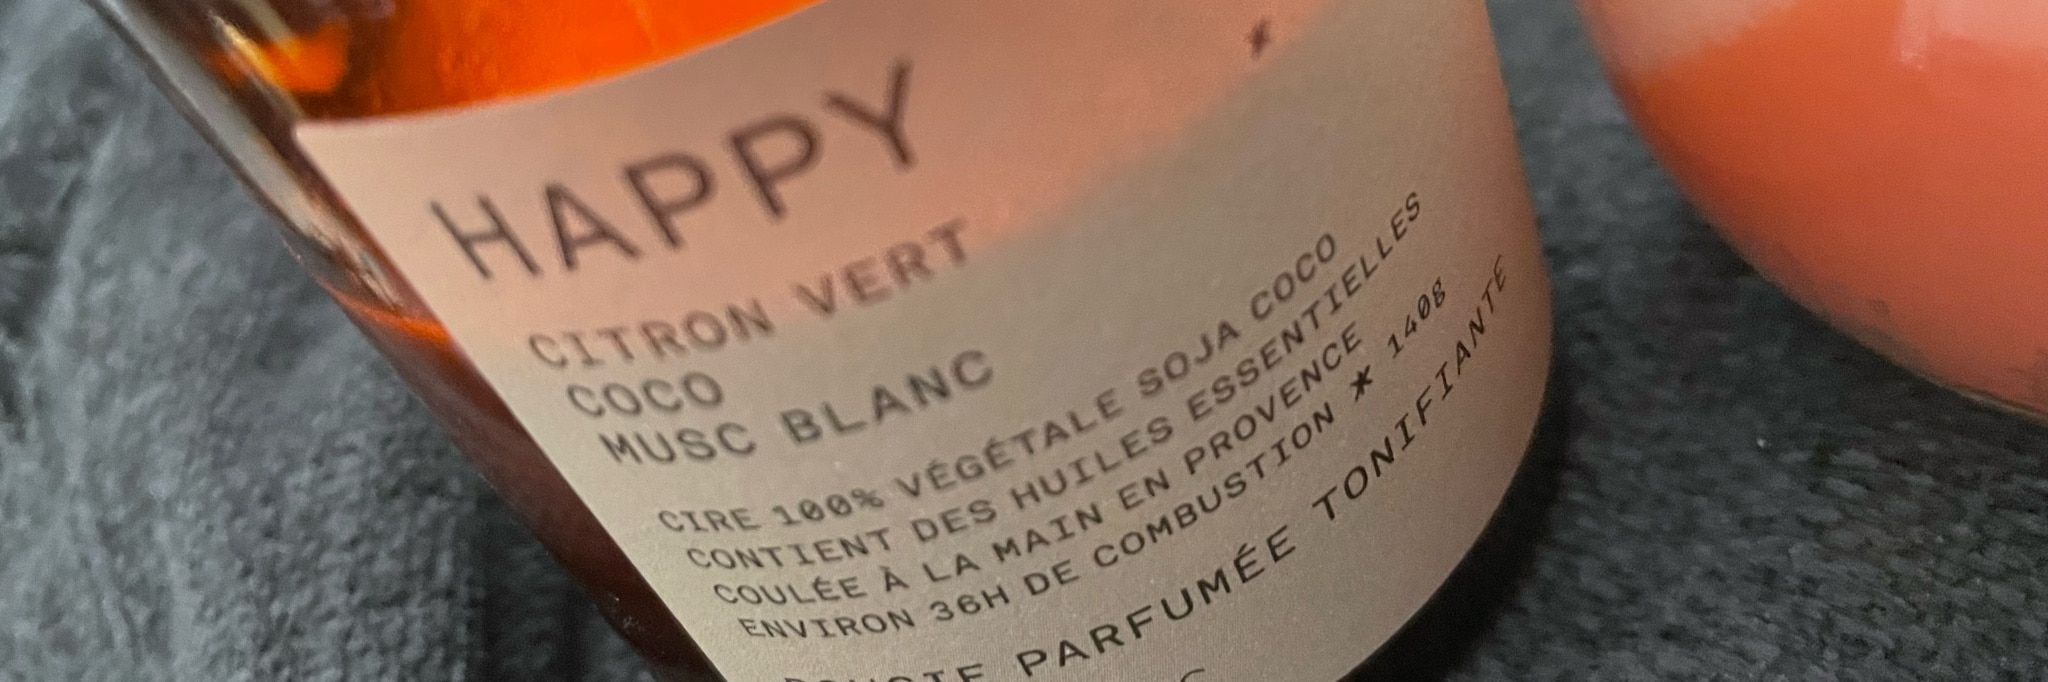 *
HAPPY
CITRON VERT
COCO
MUSC BLANC
CIRE 100% VÉGÉTALE SOJA COCO
CONTIENT DES HUILES ESSENTIELLES
COULÉE À LA MAIN EN PROVENCE
ENVIRON 36H DE COMBUSTION * 140g
PARFUMÉE TONIFIANTE